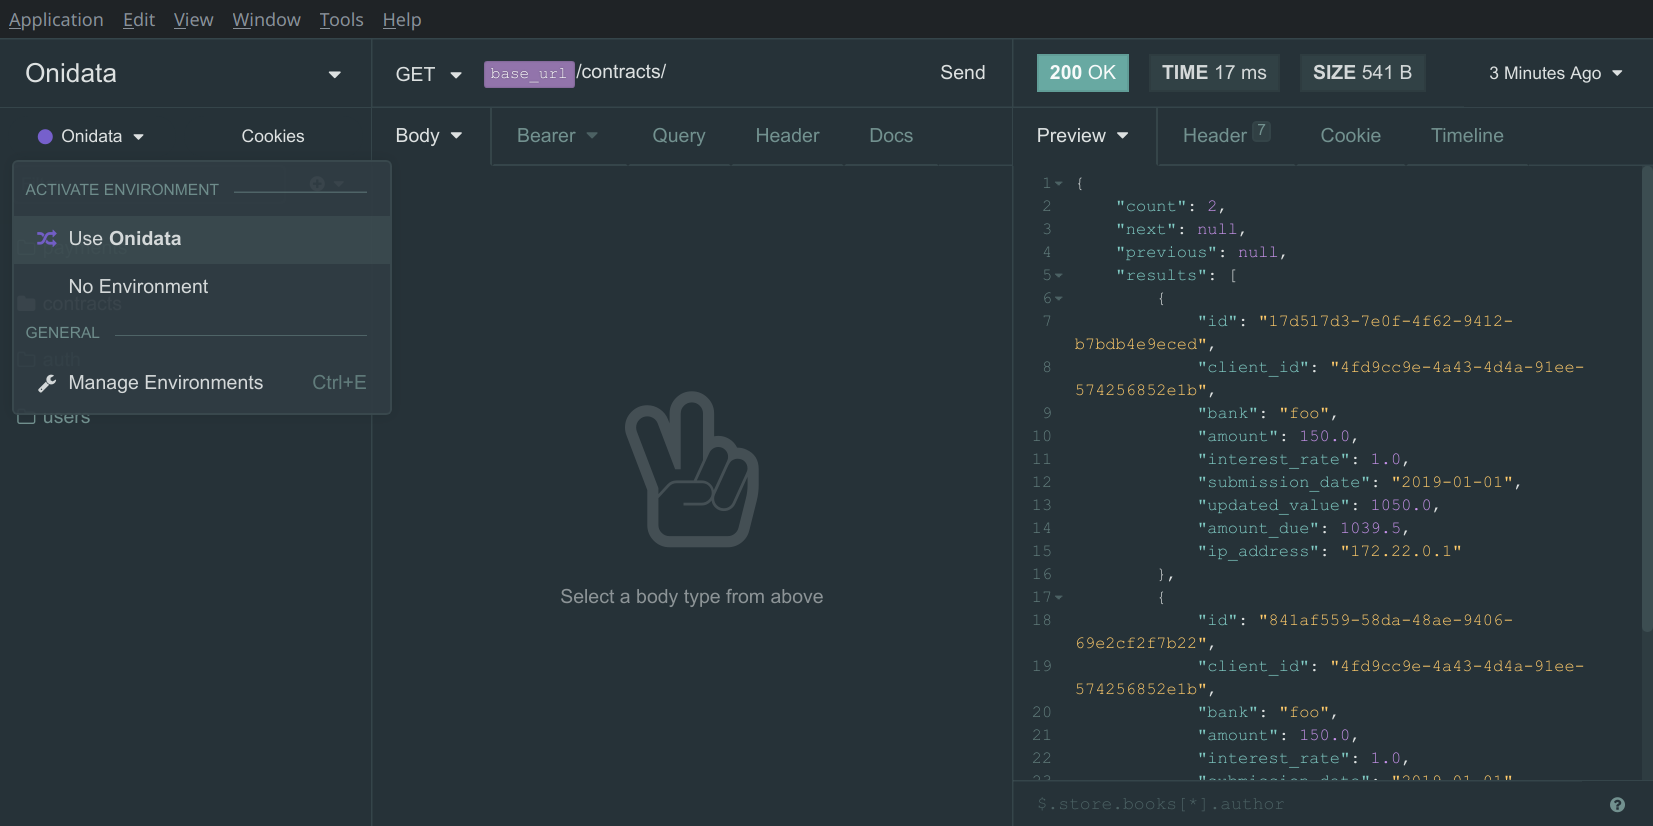 Application Edit View Window Tools Help
Onidata
GET base_url/contracts/ Send
200 OK TIME 17 ms SIZE 541 B 3 Minutes Ago
Onidata Cookies
Body Bearer Query Header Docs
Preview Header 7 Cookie Timeline
ACTIVATE ENVIRONMENT
Use Onidata
No Environment
contracts
GENERAL
auth
Manage Environments Ctrl+E
users
Select a body type from above
1 {
2 "count": 2,
3 "next": null,
4 "previous": null,
5 "results": [
6 {
7 "id": "17d517d3-7e0f-4f62-9412-
b7bdb4e9eced",
8 "client_id": "4fd9cc9e-4a43-4d4a-91ee-
574256852e1b",
9 "bank": "foo",
10 "amount": 150.0,
11 "interest_rate": 1.0,
12 "submission_date": "2019-01-01",
13 "updated_value": 1050.0,
14 "amount_due": 1039.5,
15 "ip_address": "172.22.0.1"
16 },
17 {
18 "id": "841af559-58da-48ae-9406-
69e2cf2f7b22",
19 "client_id": "4fd9cc9e-4a43-4d4a-91ee-
574256852e1b",
20 "bank": "foo",
21 "amount": 150.0,
22 "interest_rate": 1.0,
23 "submission_date": "2019-01-01"
$.store.books[*].author